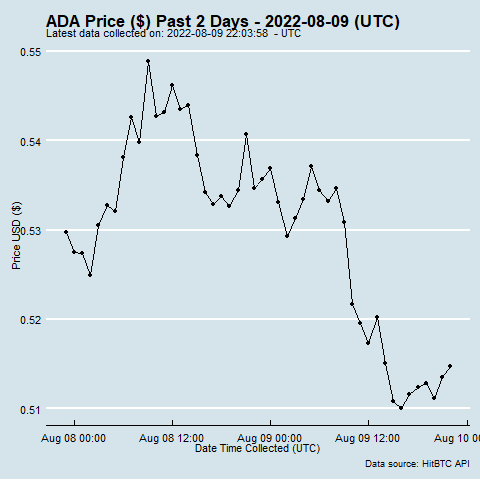 ADA Price ($) Past 2 Days - 2022-08-09 (UTC)
Latest data collected on: 2022-08-09 22:03:58 - UTC
0.55
0.54
0.53
0.52
0.51
Price USD ($)
Aug 08 00:00 Aug 08 12:00 Aug 09 00:00 Aug 09 12:00 Aug 10 00
Date Time Collected (UTC)
Data source: HitBTC API